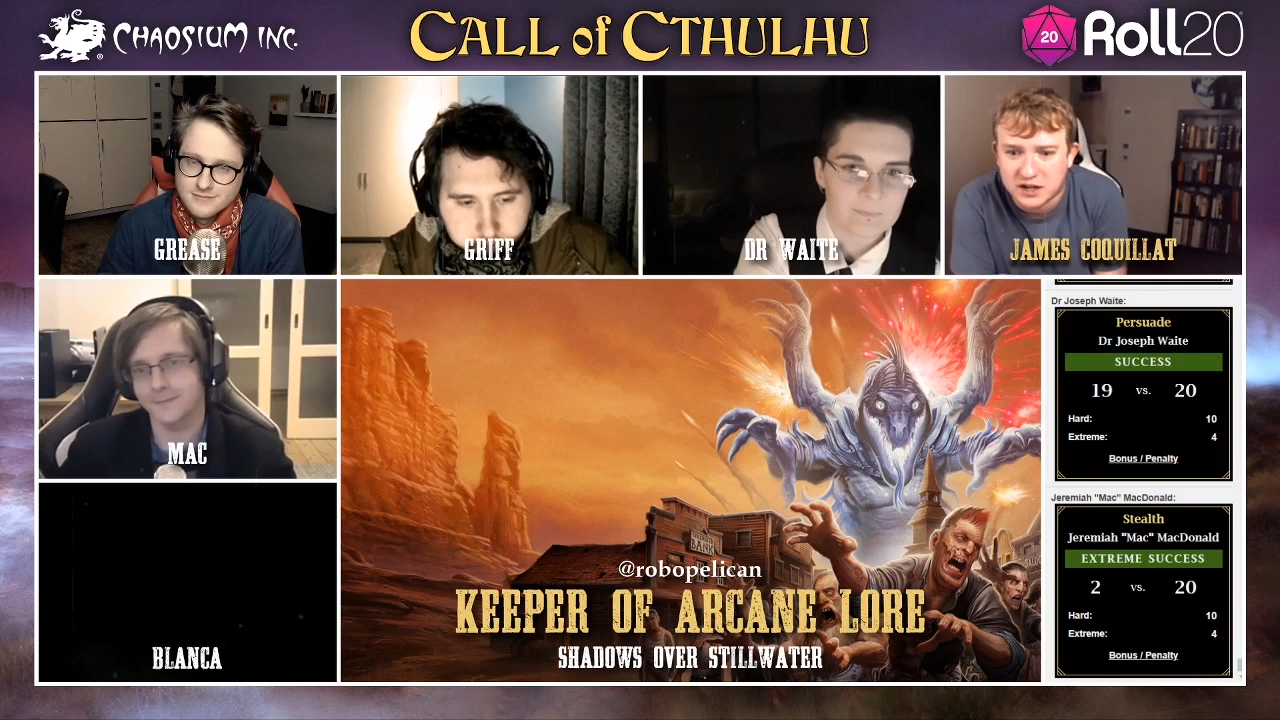 CHAOSIUM INC.
CALL of CTHULHU
20
Roll20
GREASE
GRIFF
DR WAITE
JAMES COQUILLAT
MAC
BLANCA
BANK
@robopelican
KEEPER OF ARCANE LORE
SHADOWS OVER STILLWATER
Dr Joseph Waite:
Persuade
Dr Joseph Waite
SUCCESS
19 vs. 20
Hard: 10
Extreme: 4
Bonus / Penalty
Jeremiah "Mac" MacDonald:
Stealth
Jeremiah "Mac" MacDonald
EXTREME SUCCESS
2 vs. 20
Hard: 10
Extreme: 4
Bonus / Penalty